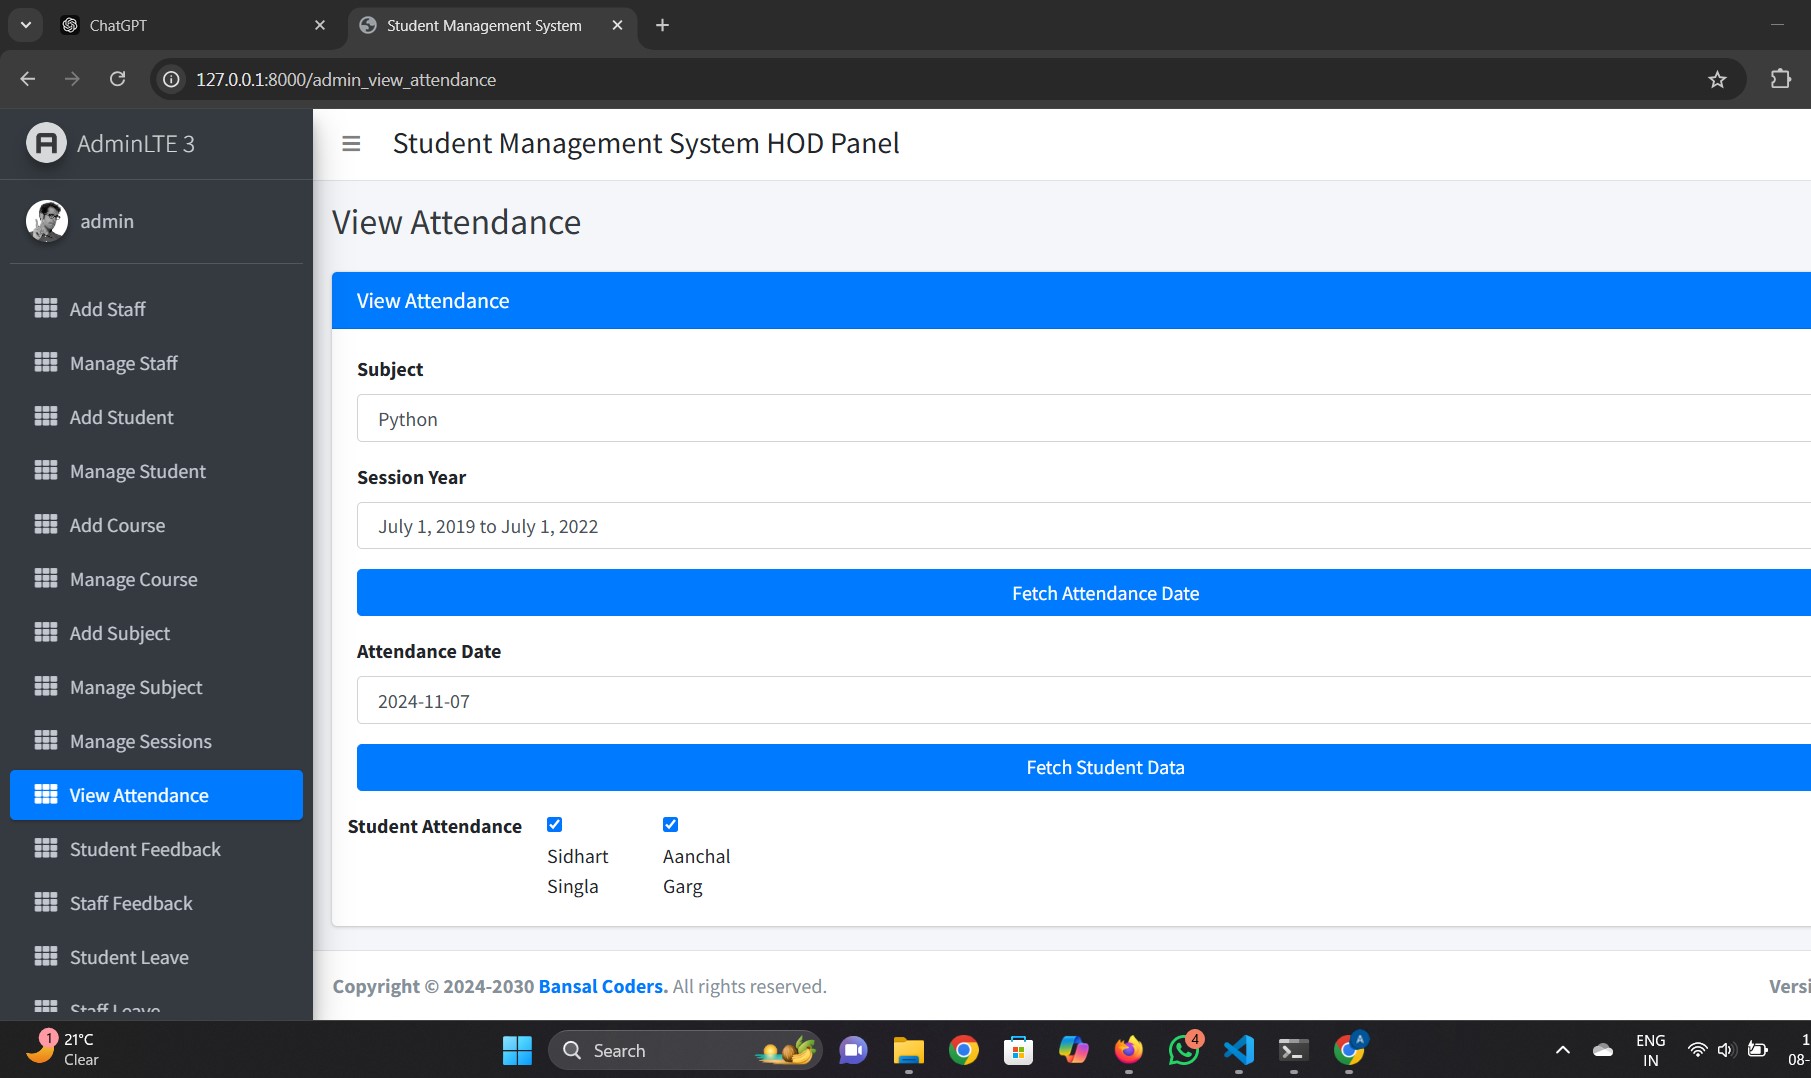 ChatGPT
Student Management System
127.0.0.1:8000/admin_view_attendance
AdminLTE 3
Student Management System HOD Panel
admin
View Attendance
Add Staff
Manage Staff
Add Student
Manage Student
Add Course
Manage Course
Add Subject
Manage Subject
Manage Sessions
View Attendance
Student Feedback
Staff Feedback
Student Leave
Staff Leave
View Attendance
Subject
Python
Session Year
July 1, 2019 to July 1, 2022
Fetch Attendance Date
Attendance Date
2024-11-07
Fetch Student Data
Student Attendance
Sidhart
Singla
Aanchal
Garg
Copyright © 2024-2030 Bansal Coders. All rights reserved.
Versi
1
21°C
Clear
Search
4
A
ENG
IN
1
08-